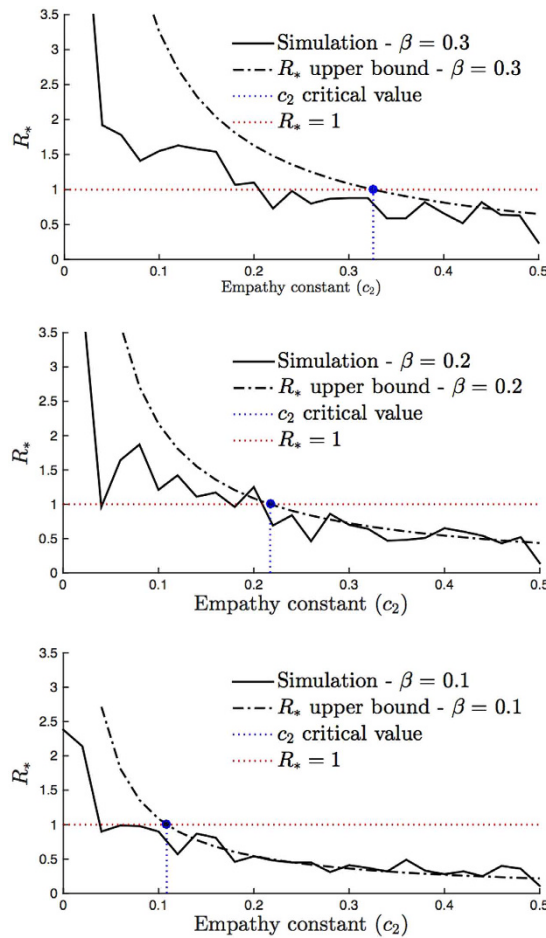 3.5
3
2.5
2
1.5
1
0.5
0
R*
Simulation - β = 0.3
R* upper bound - β = 0.3
c2 critical value
R* = 1
0 0.1 0.2 0.3 0.4 0.5
Empathy constant (c2)
3.5
3
2.5
2
1.5
1
0.5
0
R*
Simulation - β = 0.2
R* upper bound - β = 0.2
c2 critical value
R* = 1
0 0.1 0.2 0.3 0.4 0.5
Empathy constant (c2)
3.5
3
2.5
2
1.5
1
0.5
0
R*
Simulation - β = 0.1
R* upper bound - β = 0.1
c2 critical value
R* = 1
0 0.1 0.2 0.3 0.4 0.5
Empathy constant (c2)